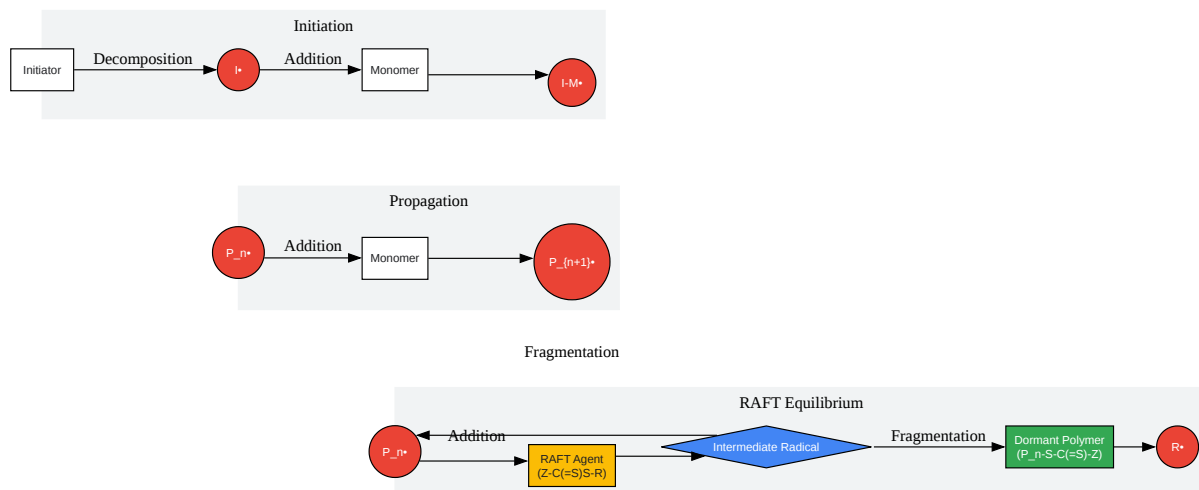 Initiation
Initiator
Decomposition
I•
Addition
Monomer
I-M•
Propagation
P_n•
Addition
Monomer
P_{n+1}•
Fragmentation
RAFT Equilibrium
P_n•
Addition
RAFT Agent
(Z-C(=S)S-R)
Intermediate Radical
Fragmentation
Dormant Polymer
(P_n-S-C(=S)-Z)
R•